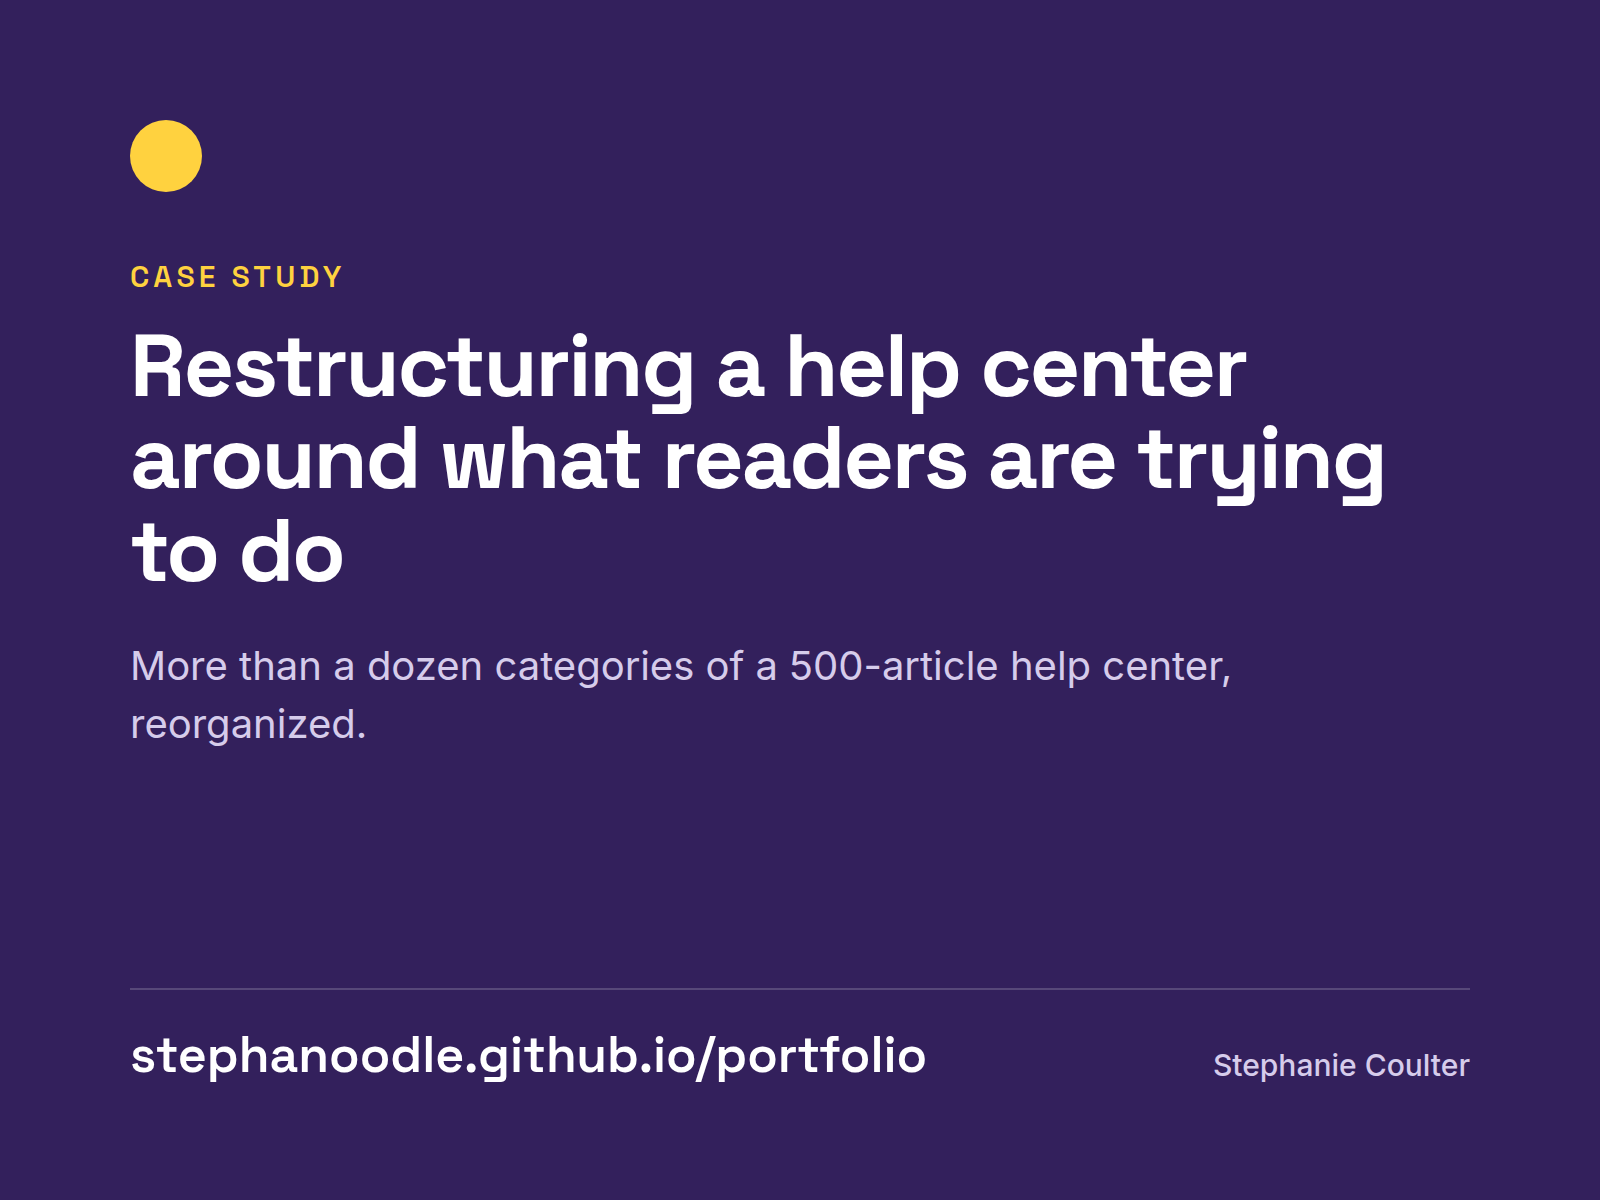 CASE STUDY
Restructuring a help center
around what readers are trying
to do
More than a dozen categories of a 500-article help center,
reorganized.
stephanoodle.github.io/portfolio
Stephanie Coulter